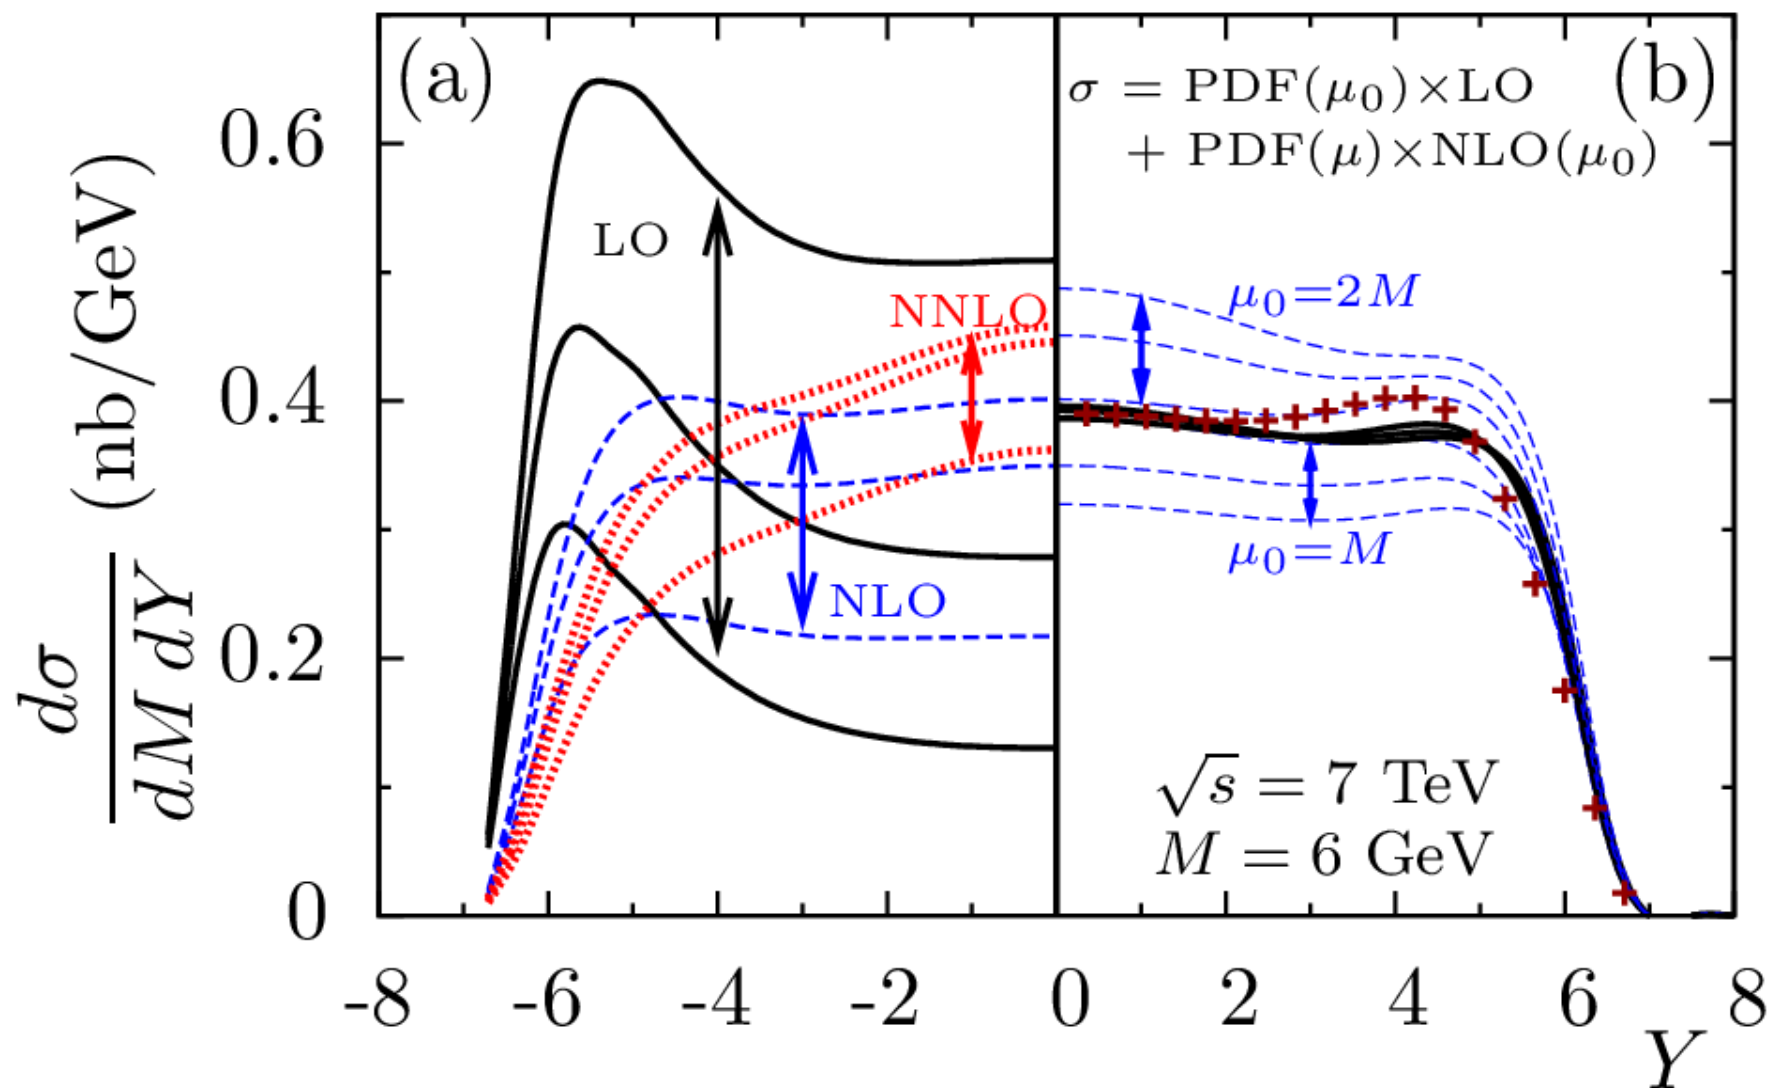 (a)
(b)
σ = PDF(μ₀)×LO
+ PDF(μ)×NLO(μ₀)
0.6
0.4
0.2
0
dσ
dM dY
(nb/GeV)
LO
NNLO
NLO
μ₀=2M
μ₀=M
√s = 7 TeV
M = 6 GeV
-8 -6 -4 -2 0 2 4 6 8
Y